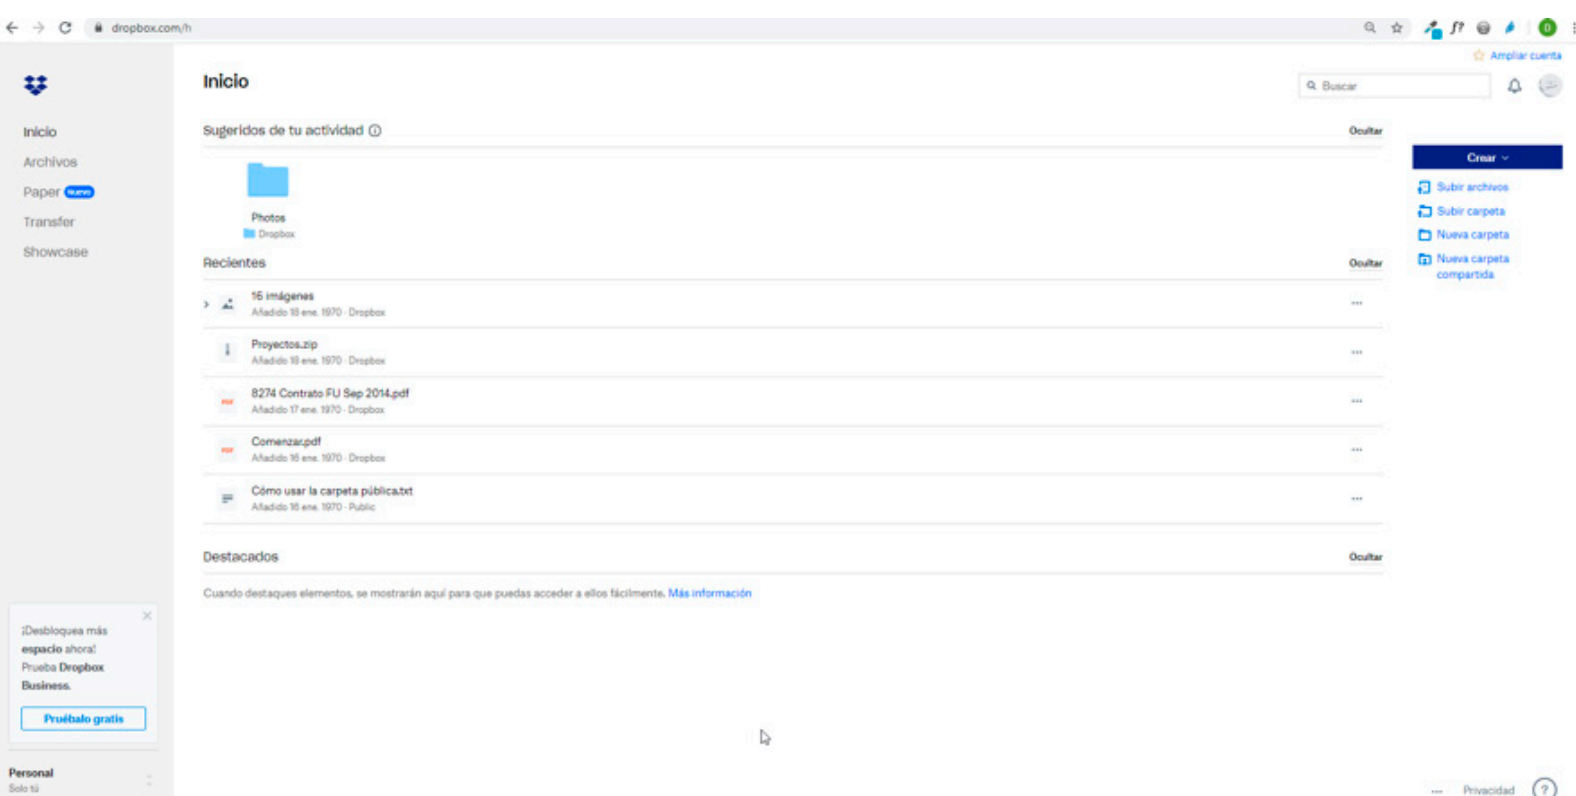 dropbox.com/h
D
Ampliar cuenta
Inicio
Buscar
Inicio
Archivos
Paper Nuevo
Transfer
Showcase
Sugeridos de tu actividad
Ocultar
Photos
Dropbox
Recientes
Ocultar
15 imágenes
Añadido 18 ene. 1970 · Dropbox
Proyectos.zip
Añadido 18 ene. 1970 · Dropbox
PDF
8274 Contrato FU Sep 2014.pdf
Añadido 17 ene. 1970 · Dropbox
PDF
Comenzar.pdf
Añadido 16 ene. 1970 · Dropbox
Cómo usar la carpeta pública.txt
Añadido 16 ene. 1970 · Public
Destacados
Ocultar
Cuando destaques elementos, se mostrarán aquí para que puedas acceder a ellos fácilmente. Más información
Crear
Subir archivos
Subir carpeta
Nueva carpeta
Nueva carpeta
compartida
¡Desbloquea más
espacio ahora!
Prueba Dropbox
Business.
Pruébalo gratis
Personal
Solo tú
Privacidad
?